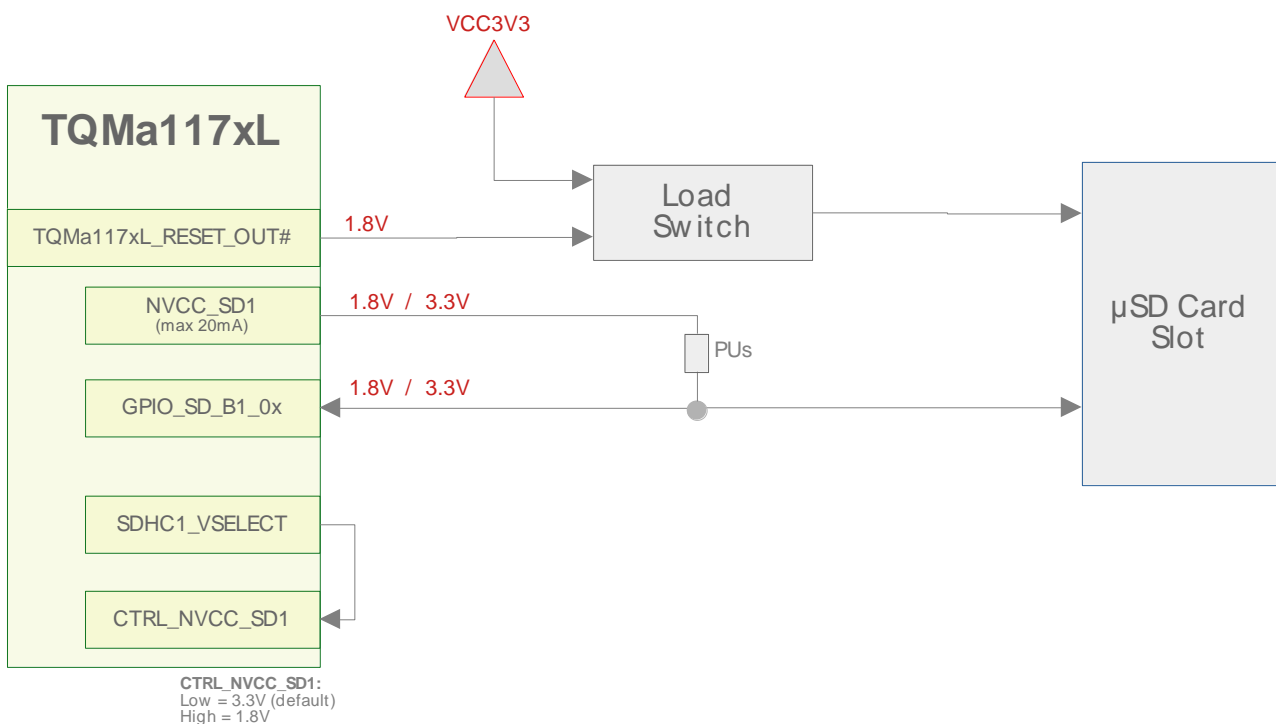 VCC3V3
TQMa117xL
Load
Switch
TQMa117xL_RESET_OUT#
1.8V
NVCC_SD1
(max 20mA)
1.8V / 3.3V
µSD Card
Slot
PUs
GPIO_SD_B1_0x
1.8V / 3.3V
SDHC1_VSELECT
CTRL_NVCC_SD1
CTRL_NVCC_SD1:
Low = 3.3V (default)
High = 1.8V